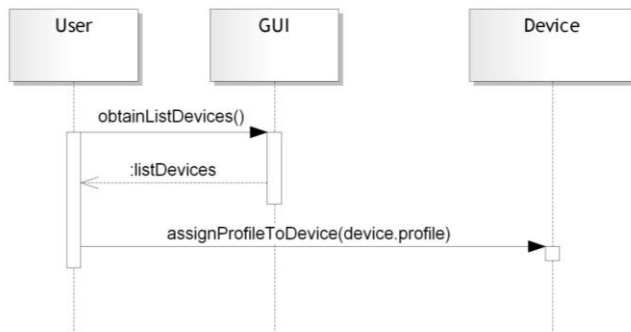 User
GUI
Device
obtainListDevices()
:listDevices
assignProfileToDevice(device.profile)